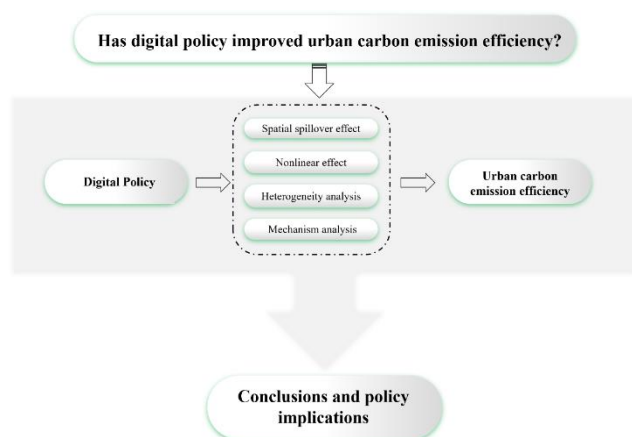 Has digital policy improved urban carbon emission efficiency?
Spatial spillover effect
Nonlinear effect
Heterogeneity analysis
Mechanism analysis
Digital Policy
Urban carbon
emission efficiency
Conclusions and policy
implications